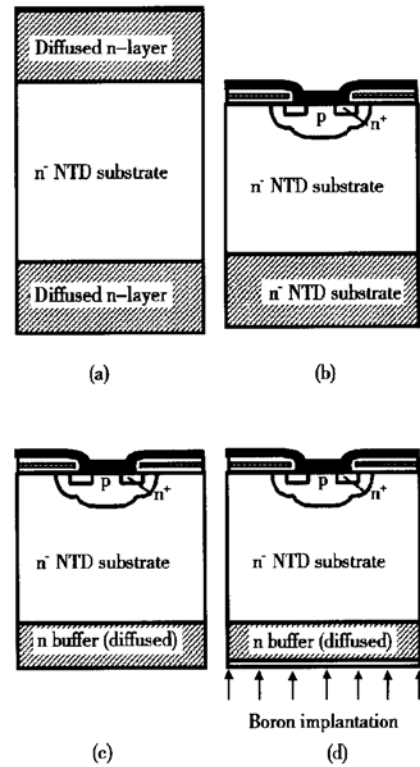 Diffused n-layer
n⁻ NTD substrate
Diffused n-layer
(a)
p
n⁺
n⁻ NTD substrate
n⁻ NTD substrate
(b)
p
n⁺
n⁻ NTD substrate
n buffer (diffused)
(c)
p
n⁺
n⁻ NTD substrate
n buffer (diffused)
Boron implantation
(d)